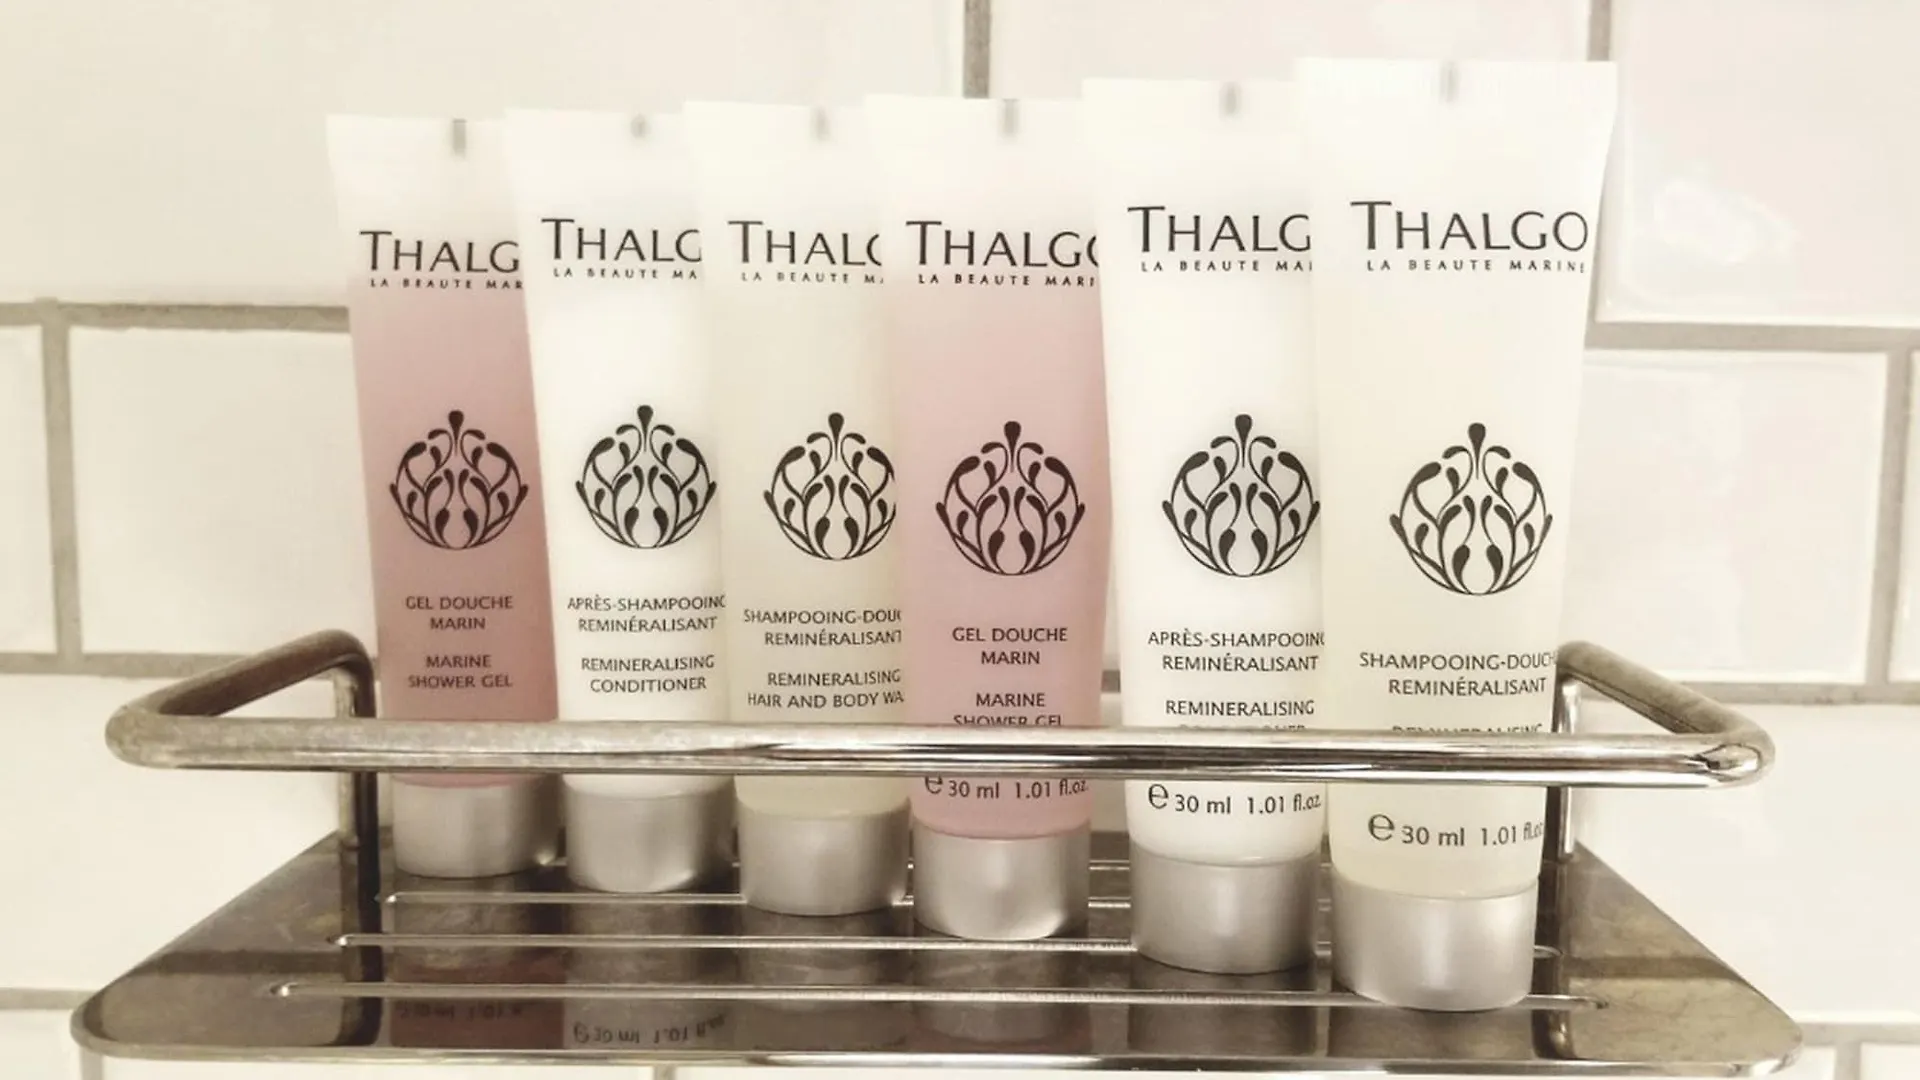 THALG
LA BEAUTE MAR
GEL DOUCHE
MARIN
MARINE
SHOWER GEL
THALG
LA BEAUTE MA
APRÈS-SHAMPOOING
REMINÉRALISANT
REMINERALISING
CONDITIONER
THALG
LA BEAUTE M
SHAMPOOING-DOUC
REMINÉRALISANT
REMINERALISING
HAIR AND BODY WA
THALGO
LA BEAUTE MARI
GEL DOUCHE
MARIN
MARINE
SHOWER GEL
e 30 ml 1.01 fl.oz.
THALG
LA BEAUTE MAR
APRÈS-SHAMPOOING
REMINÉRALISANT
REMINERALISING
e 30 ml 1.01 fl.oz
THALGO
LA BEAUTE MARINE
SHAMPOOING-DOUCHE
REMINÉRALISANT
REMINERALISING
e 30 ml 1.01 fl.oz